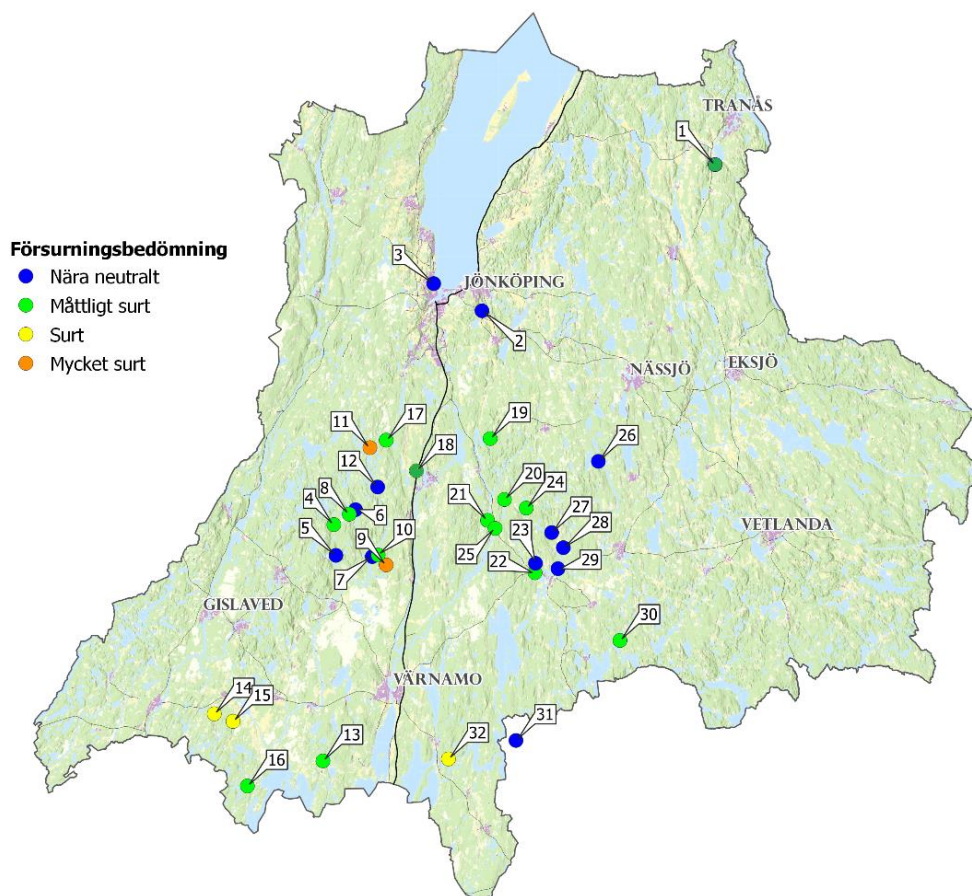 TRANÅS
1
Försurningsbedömning
Nära neutralt
Måttligt surt
Surt
Mycket surt
3
JÖNKÖPING
2
NÄSSJÖ
EKSJÖ
11
17
19
18
26
12
8
20
24
4
21
6
27
5
10
23
28
VETLANDA
9
25
7
22
29
GISLAVED
30
VÄRNAMO
14
15
31
13
32
16